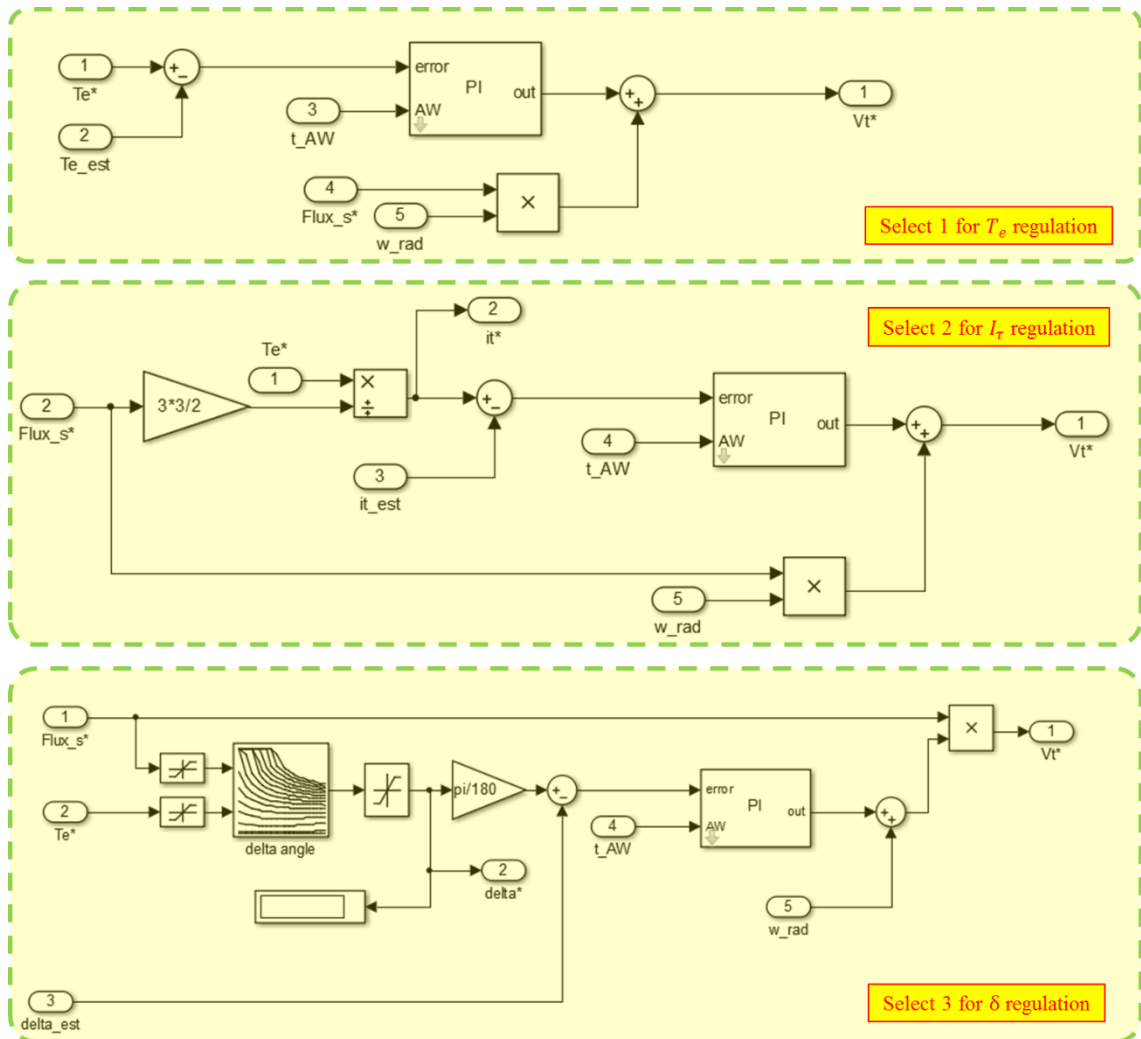 1
Te*
2
Te_est
3
t_AW
error
AW
PI
out
4
Flux_s*
5
w_rad
×
+
-
+
+
1
Vt*
Select 1 for Te regulation
2
Flux_s*
3*3/2
Te*
1
×
÷
2
it*
+
-
3
it_est
4
t_AW
error
AW
PI
out
5
w_rad
×
+
+
1
Vt*
Select 2 for Iτ regulation
1
Flux_s*
2
Te*
delta angle
pi/180
+
-
2
delta*
4
t_AW
error
AW
PI
out
+
+
5
w_rad
×
1
Vt*
3
delta_est
Select 3 for δ regulation